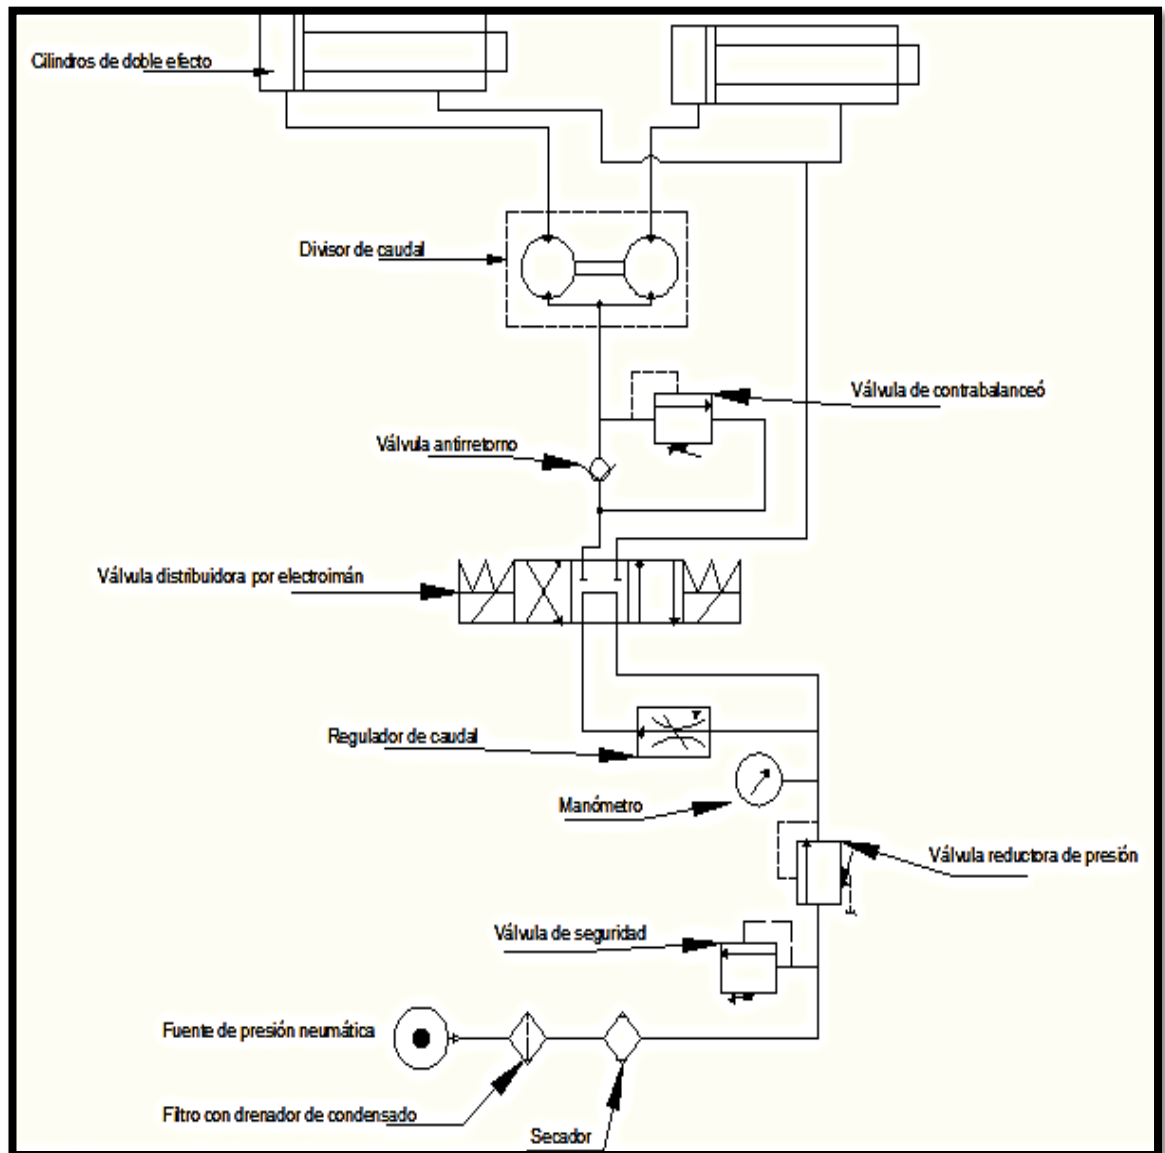 Cilindros de doble efecto
Divisor de caudal
Válvula de contrabalanceó
Válvula antirretorno
Válvula distribuidora por electroimán
Regulador de caudal
Manómetro
Válvula reductora de presión
Válvula de seguridad
Fuente de presión neumática
Filtro con drenador de condensado
Secador